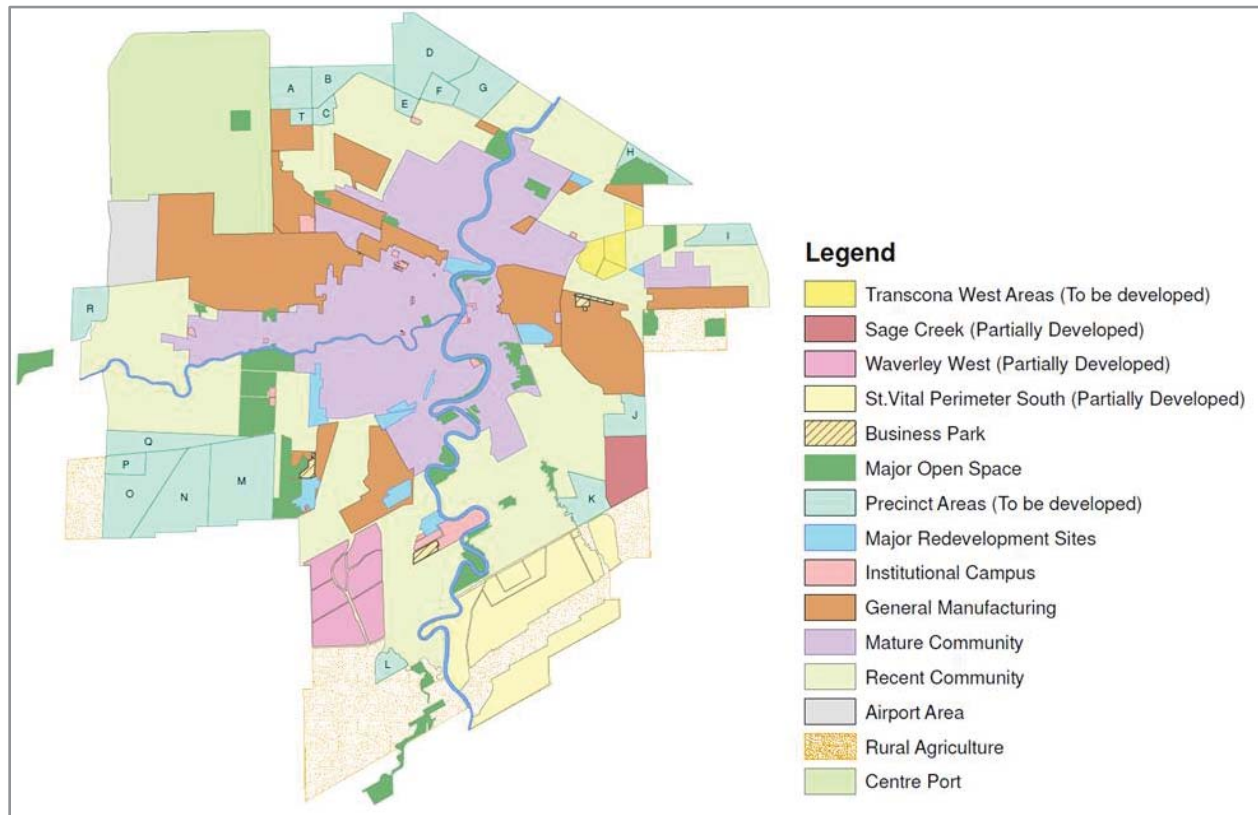 D
B
A
G
F
E
T
C
H
I
R
J
Q
P
M
O
N
K
L
Legend
Transcona West Areas (To be developed)
Sage Creek (Partially Developed)
Waverley West (Partially Developed)
St.Vital Perimeter South (Partially Developed)
Business Park
Major Open Space
Precinct Areas (To be developed)
Major Redevelopment Sites
Institutional Campus
General Manufacturing
Mature Community
Recent Community
Airport Area
Rural Agriculture
Centre Port